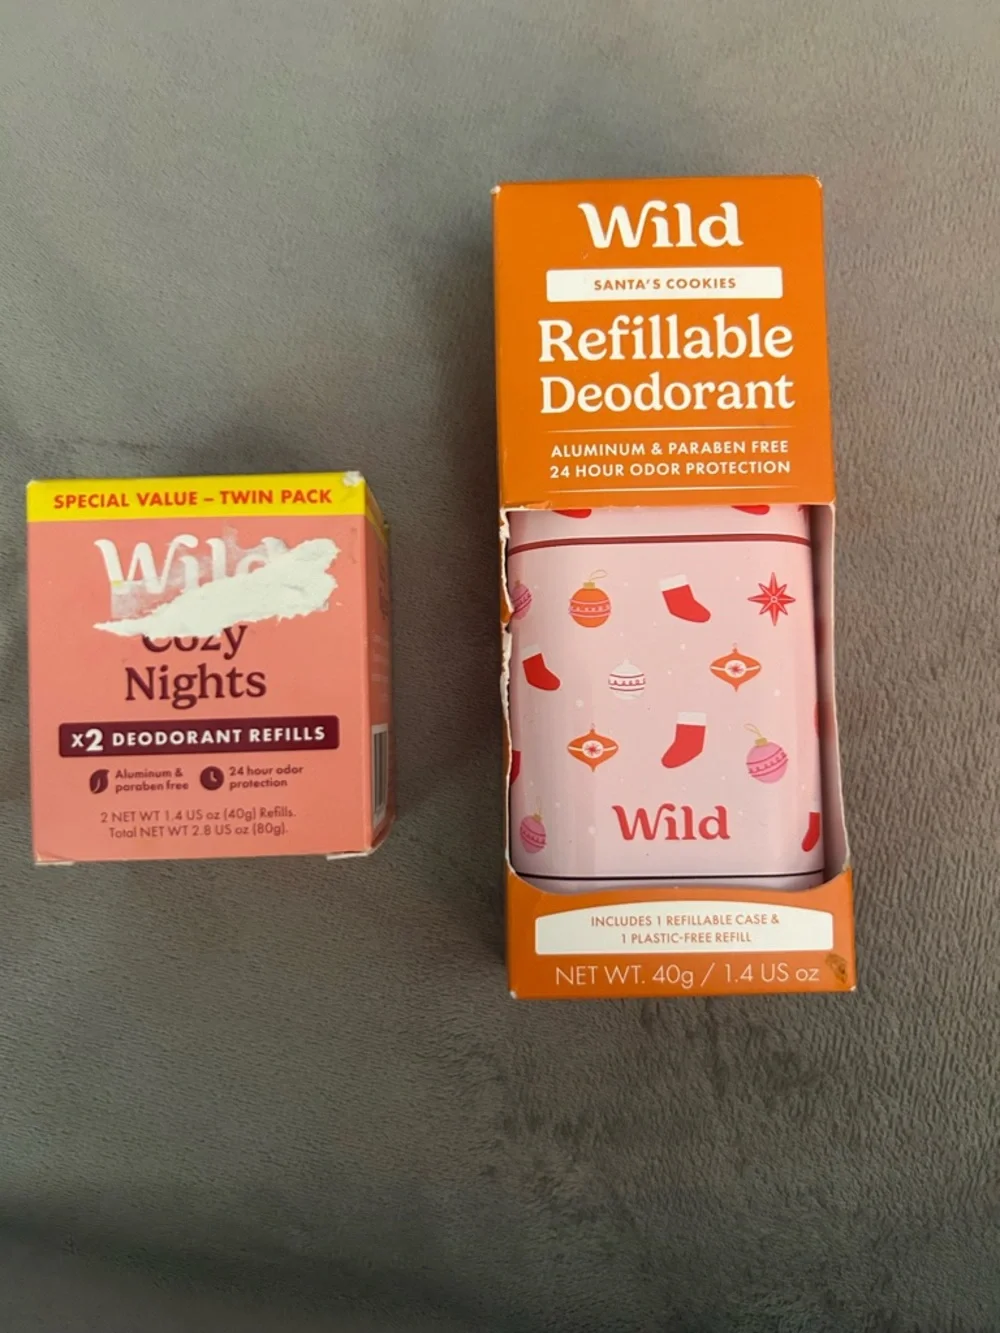 SPECIAL VALUE – TWIN PACK
Wild
Cozy
Nights
X2 DEODORANT REFILLS
Aluminum &
paraben free
24 hour odor
protection
2 NET WT 1.4 US oz (40g) Refills.
Total NET WT 2.8 US oz (80g).
Wild
SANTA'S COOKIES
Refillable
Deodorant
ALUMINUM & PARABEN FREE
24 HOUR ODOR PROTECTION
Wild
INCLUDES 1 REFILLABLE CASE &
1 PLASTIC-FREE REFILL
NET WT. 40g / 1.4 US oz